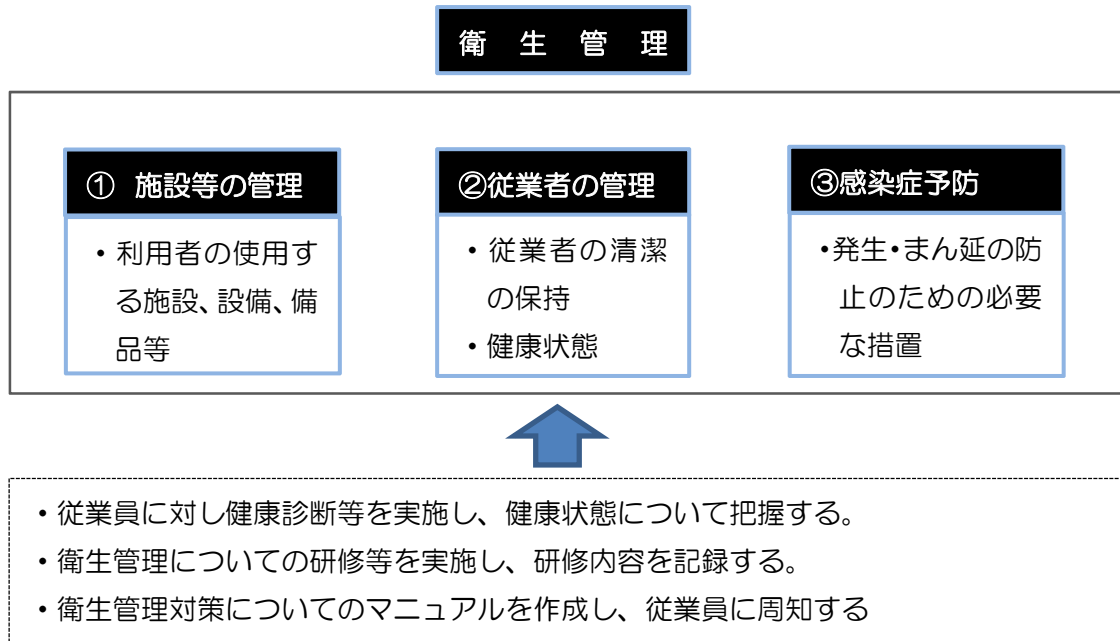 衛 生 管 理
① 施設等の管理
・利用者の使用す
る施設、設備、備
品等
②従業者の管理
・従業者の清潔
の保持
・健康状態
③感染症予防
・発生・まん延の防
止のための必要
な措置
・従業員に対し健康診断等を実施し、健康状態について把握する。
・衛生管理についての研修等を実施し、研修内容を記録する。
・衛生管理対策についてのマニュアルを作成し、従業員に周知する